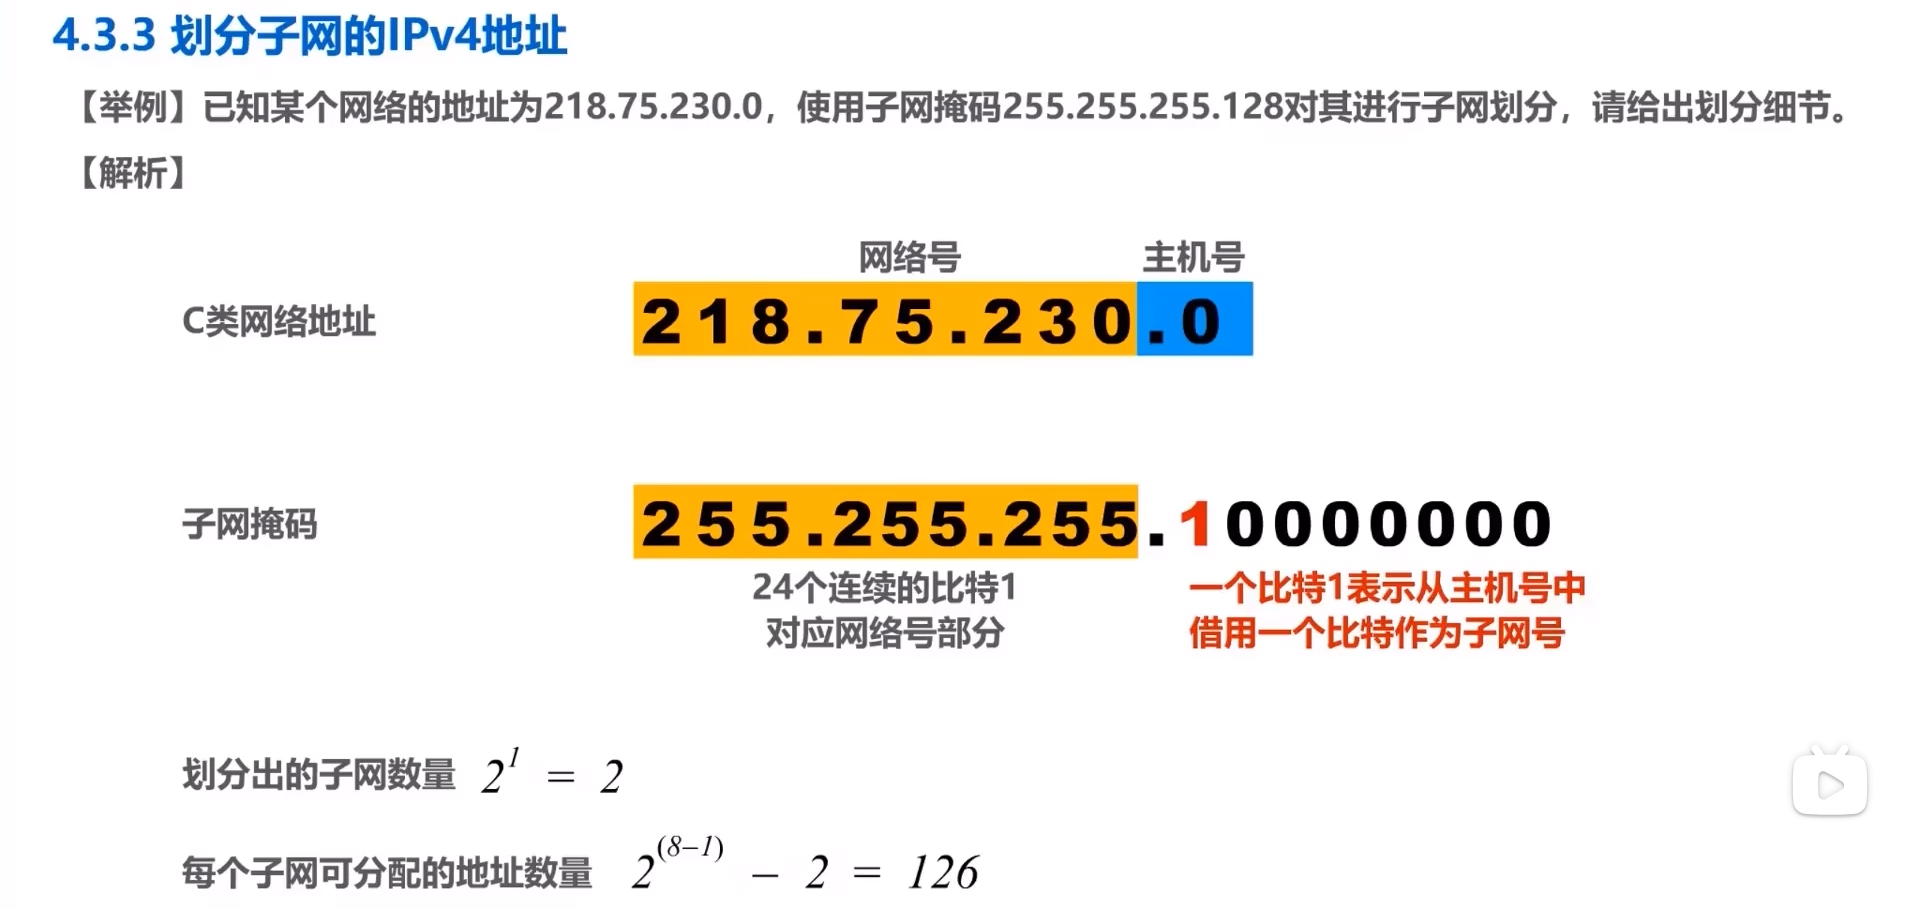 4.3.3 划分子网的IPv4地址
【举例】已知某个网络的地址为218.75.230.0，使用子网掩码255.255.255.128对其进行子网划分，请给出划分细节。
【解析】
网络号 主机号
C类网络地址 218.75.230.0
子网掩码 255.255.255.10000000
24个连续的比特1 一个比特1表示从主机号中
对应网络号部分 借用一个比特作为子网号
划分出的子网数量 2^1 = 2
每个子网可分配的地址数量 2^(8−1) − 2 = 126